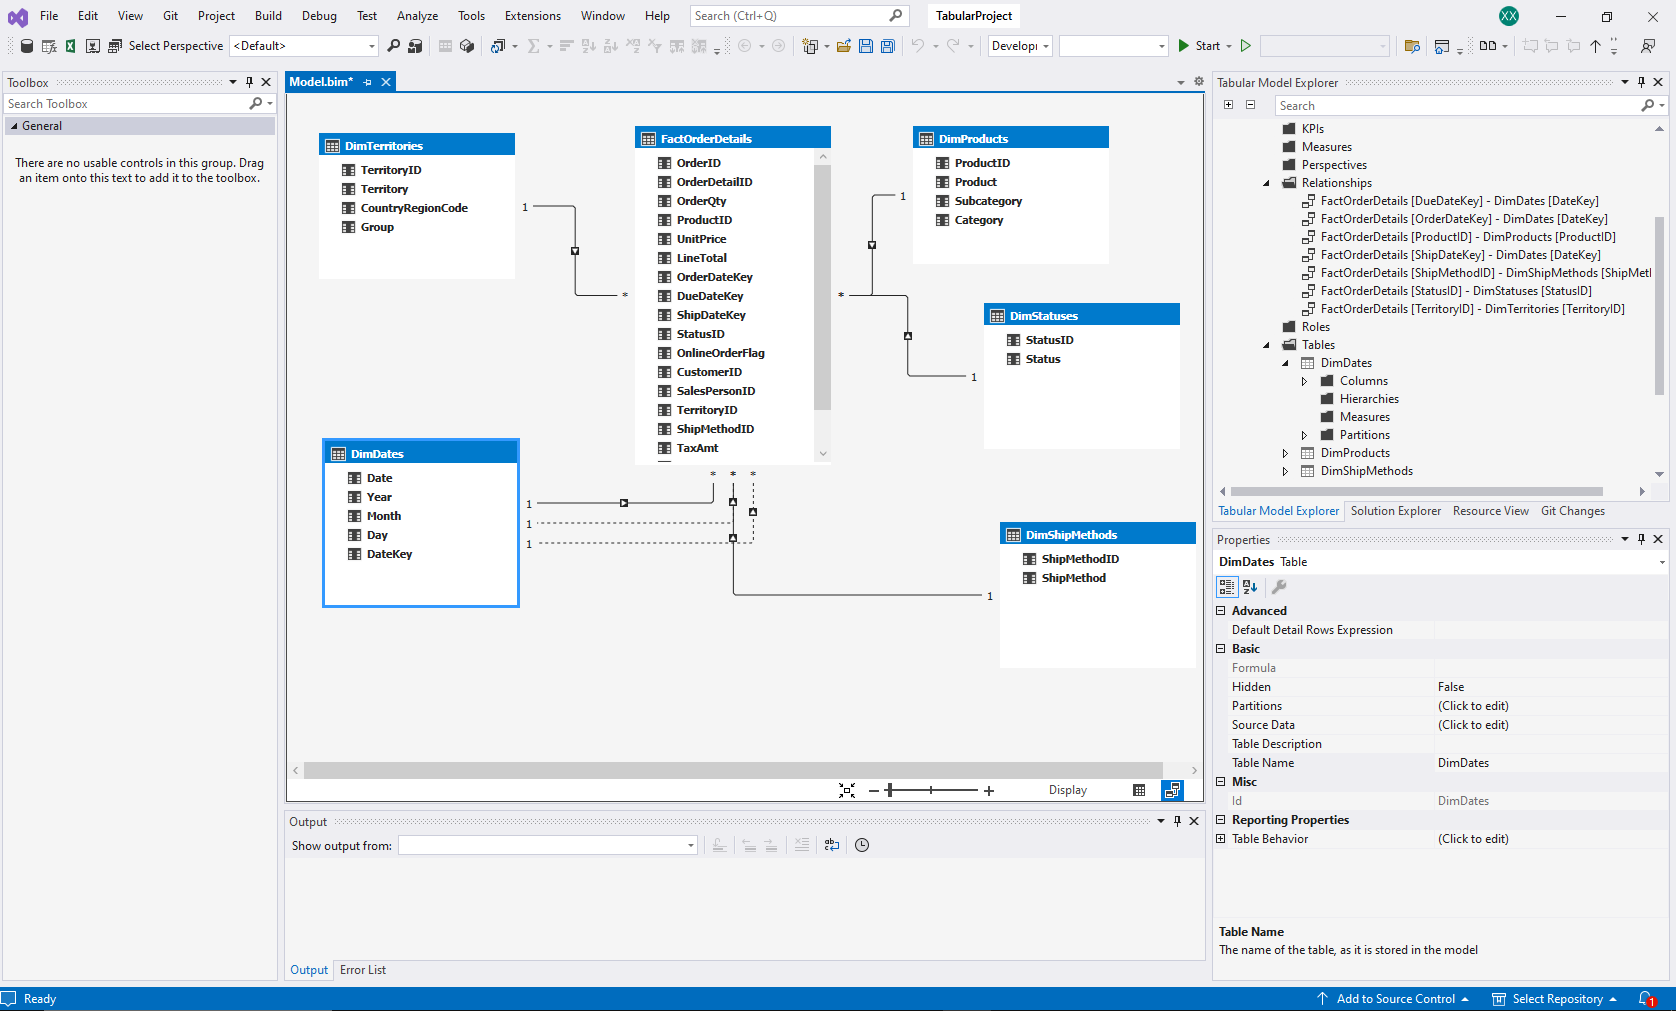 File Edit View Git Project Build Debug Test Analyze Tools Extensions Window Help Search (Ctrl+Q) TabularProject XX
Select Perspective <Default> Developi Start
Toolbox
Search Toolbox
General
There are no usable controls in this group. Drag
an item onto this text to add it to the toolbox.
Model.bim*
DimTerritories
TerritoryID
Territory
CountryRegionCode
Group
1
*
FactOrderDetails
OrderID
OrderDetailID
OrderQty
ProductID
UnitPrice
LineTotal
OrderDateKey
DueDateKey
ShipDateKey
StatusID
OnlineOrderFlag
CustomerID
SalesPersonID
TerritoryID
ShipMethodID
TaxAmt
* * *
DimProducts
ProductID
Product
Subcategory
Category
1
*
DimStatuses
StatusID
Status
1
DimDates
Date
Year
Month
Day
DateKey
1
1
1
DimShipMethods
ShipMethodID
ShipMethod
1
Display
Output
Show output from:
Output Error List
Tabular Model Explorer
Search
KPIs
Measures
Perspectives
Relationships
FactOrderDetails [DueDateKey] - DimDates [DateKey]
FactOrderDetails [OrderDateKey] - DimDates [DateKey]
FactOrderDetails [ProductID] - DimProducts [ProductID]
FactOrderDetails [ShipDateKey] - DimDates [DateKey]
FactOrderDetails [ShipMethodID] - DimShipMethods [ShipMetl
FactOrderDetails [StatusID] - DimStatuses [StatusID]
FactOrderDetails [TerritoryID] - DimTerritories [TerritoryID]
Roles
Tables
DimDates
Columns
Hierarchies
Measures
Partitions
DimProducts
DimShipMethods
Tabular Model Explorer Solution Explorer Resource View Git Changes
Properties
DimDates Table
Advanced
Default Detail Rows Expression
Basic
Formula
Hidden False
Partitions (Click to edit)
Source Data (Click to edit)
Table Description
Table Name DimDates
Misc
Id DimDates
Reporting Properties
Table Behavior (Click to edit)
Table Name
The name of the table, as it is stored in the model
Ready Add to Source Control Select Repository 1